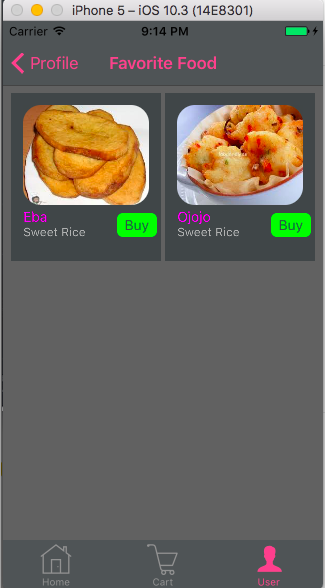 iPhone 5 – iOS 10.3 (14E8301)
Carrer 9:14 PM
Profile Favorite Food
Eba
Sweet Rice
Buy
Ojojo
Sweet Rice
Buy
Home Cart User